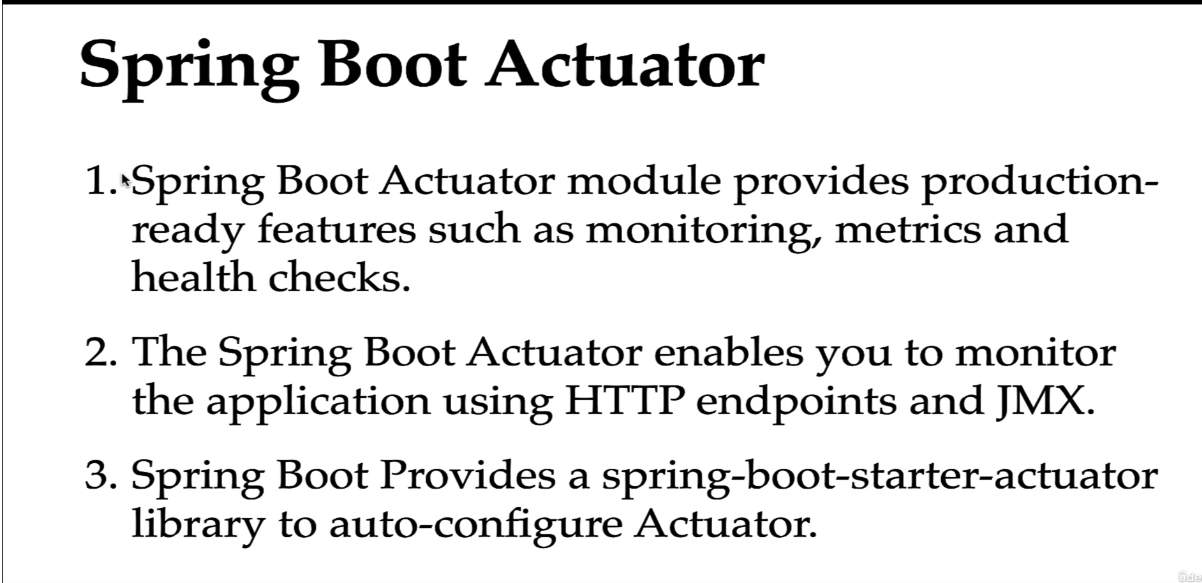 Spring Boot Actuator
1. Spring Boot Actuator module provides production-
ready features such as monitoring, metrics and
health checks.
2. The Spring Boot Actuator enables you to monitor
the application using HTTP endpoints and JMX.
3. Spring Boot Provides a spring-boot-starter-actuator
library to auto-configure Actuator.